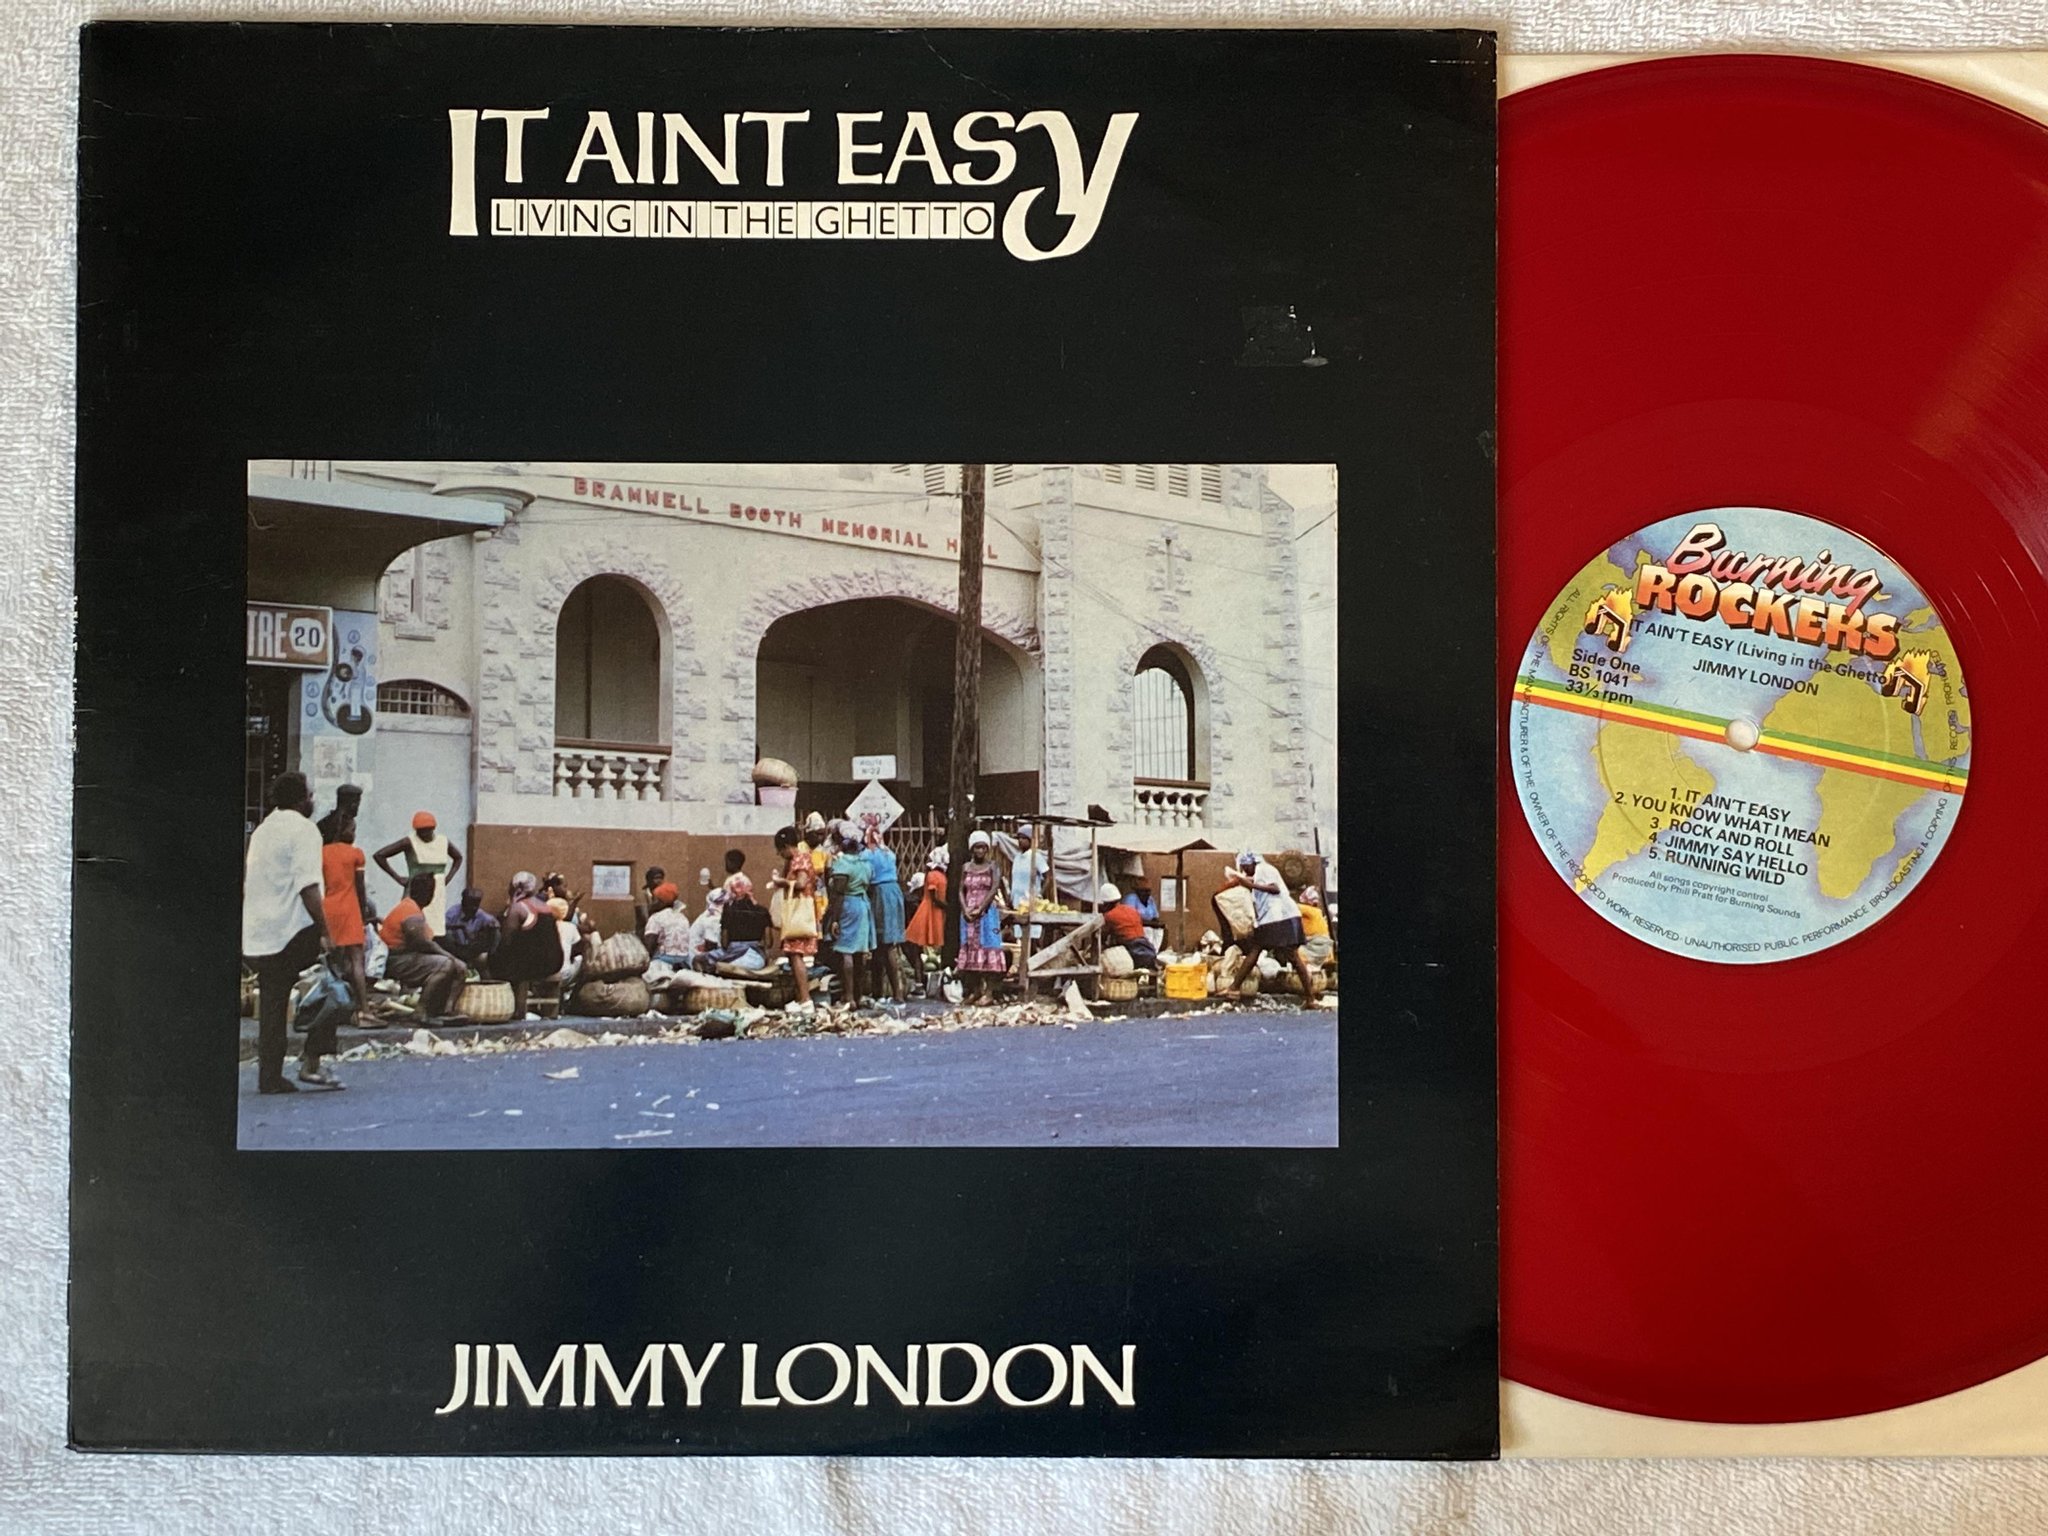 IT AINT EASY
LIVING IN THE GHETTO
BRAMWELL BOOTH MEMORIAL HALL
TRE 20
ROUTE
STOP
JIMMY LONDON
Burning
ROCKERS
IT AIN'T EASY (Living in the Ghetto
JIMMY LONDON
Side One
BS 1041
33⅓ rpm
1. IT AIN'T EASY
2. YOU KNOW WHAT I MEAN
3. ROCK AND ROLL
4. JIMMY SAY HELLO
5. RUNNING WILD
All songs copyright control
Produced by Phill Pratt for Burning Sounds
ALL RIGHTS OF THE MANUFACTURER & OF THE OWNER OF THE RECORDED WORK RESERVED · UNAUTHORISED PUBLIC PERFORMANCE BROADCASTING & COPYING OF THIS RECORD PROHIBITED